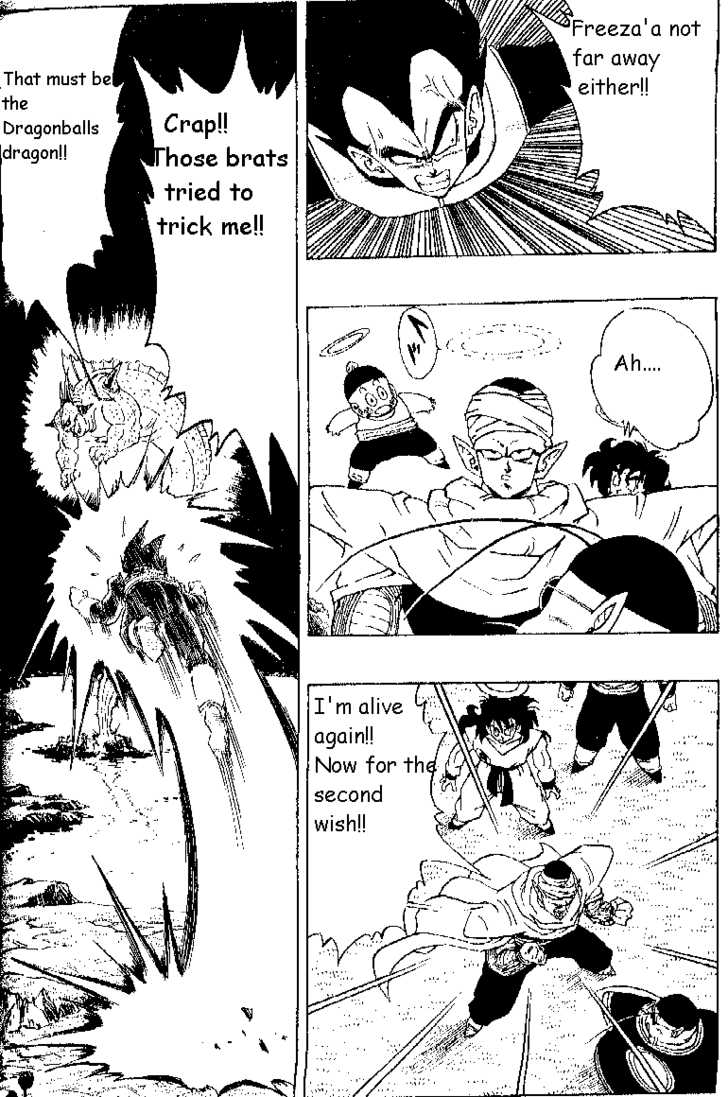 That must be
the
Dragonballs
dragon!!
Crap!!
Those brats
tried to
trick me!!
Freeza'a not
far away
either!!
Ah....
I'm alive
again!!
Now for the
second
wish!!